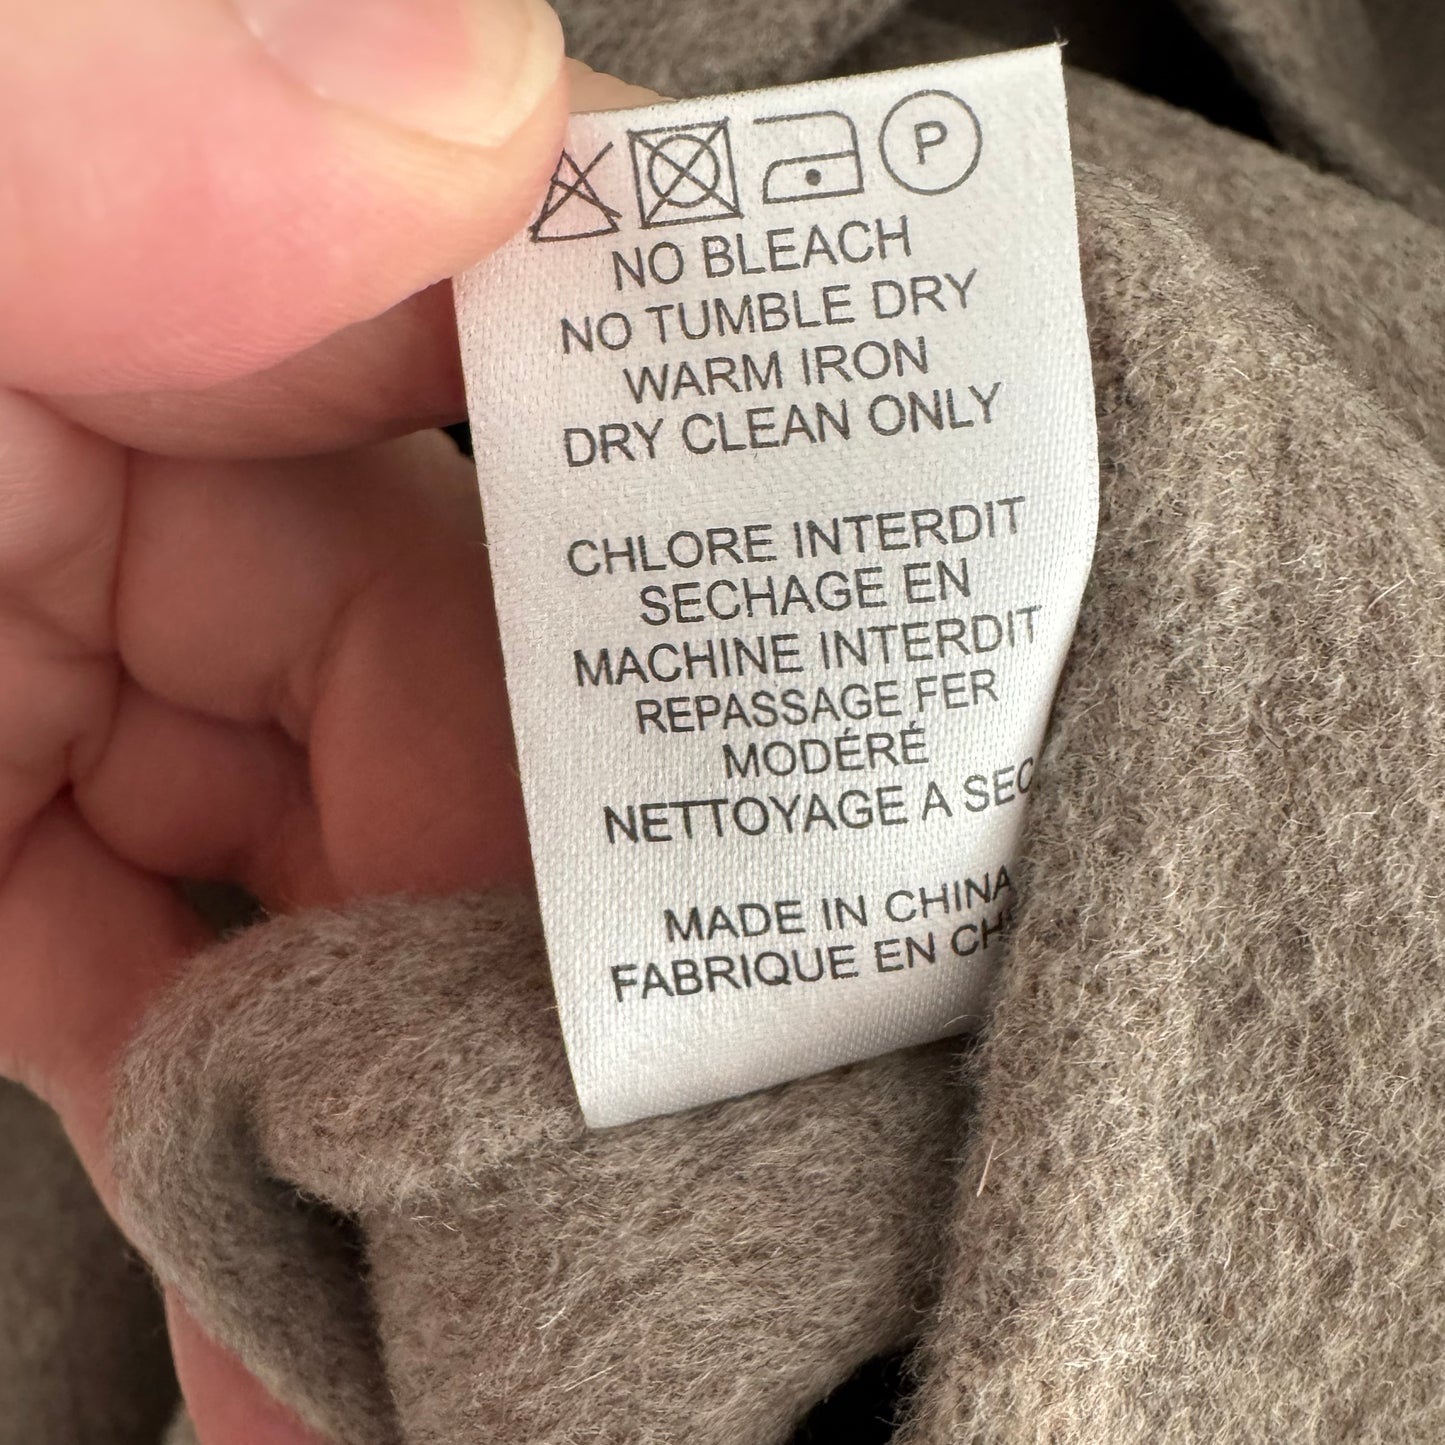 P
NO BLEACH
NO TUMBLE DRY
WARM IRON
DRY CLEAN ONLY
CHLORE INTERDIT
SECHAGE EN
MACHINE INTERDIT
REPASSAGE FER
MODÉRÉ
NETTOYAGE A SEC
MADE IN CHINA
FABRIQUE EN